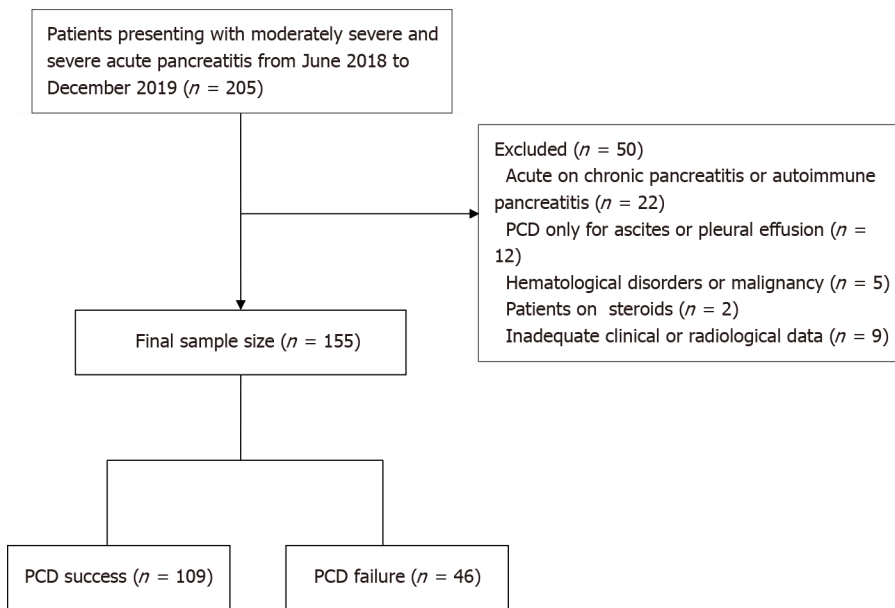 Patients presenting with moderately severe and
severe acute pancreatitis from June 2018 to
December 2019 (n = 205)
Excluded (n = 50)
Acute on chronic pancreatitis or autoimmune
pancreatitis (n = 22)
PCD only for ascites or pleural effusion (n =
12)
Hematological disorders or malignancy (n = 5)
Patients on steroids (n = 2)
Inadequate clinical or radiological data (n = 9)
Final sample size (n = 155)
PCD success (n = 109)
PCD failure (n = 46)